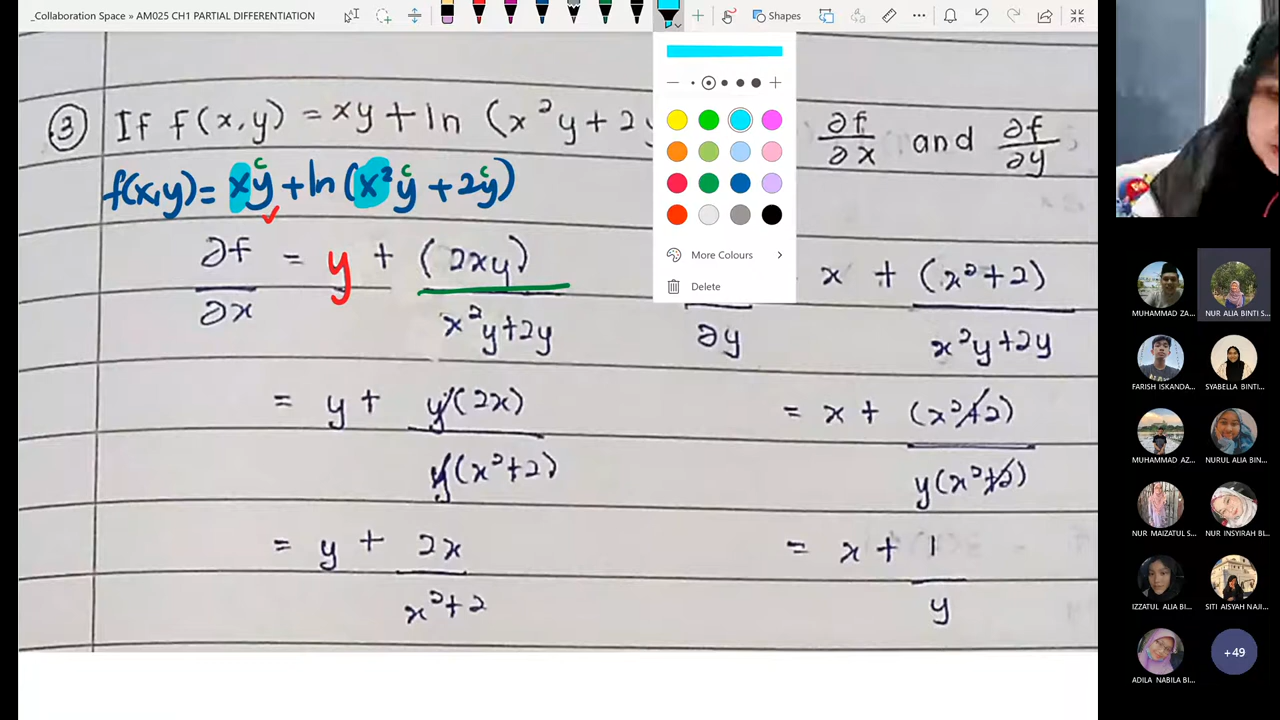 _Collaboration Space » AM025 CH1 PARTIAL DIFFERENTIATION
Shapes
③ If f(x,y) = xy + ln (x²y + 2y ∂f/∂x and ∂f/∂y
f(x,y) = xy + ln (x²y + 2y)
c c c
∂f/∂x = y + (2xy)/(x²y+2y)
= y + y(2x)/y(x²+2)
= y + 2x/(x²+2)
∂y = x + (x²+2)/(x²y+2y)
= x + (x²+2)/y(x²+2)
= x + 1/y
More Colours
Delete
MUHAMMAD ZA...
NUR ALIA BINTI S...
FARISH ISKANDA...
SYABELLA BINTI...
MUHAMMAD AZ...
NURUL ALIA BIN...
NUR MAIZATUL S...
NUR INSYIRAH BI...
IZZATUL ALIA BI...
SITI AISYAH NAJI...
ADILA NABILA BI...
+49